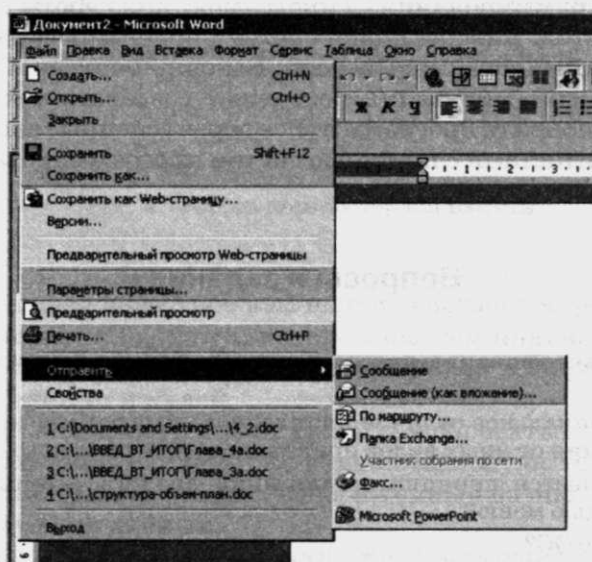 Документ2 - Microsoft Word
Файл Правка Вид Вставка Формат Сервис Таблица Окно Справка
Создать... Ctrl+N
Открыть... Ctrl+O
Закрыть
Ж К Ч
Сохранить Shift+F12
Сохранить как...
1 2 3
Сохранить как Web-страницу...
Версии...
Предварительный просмотр Web-страницы
Вопросы
Параметры страницы...
Предварительный просмотр
Печать... Ctrl+P
Отправить
Сообщение
Свойства
Сообщение (как вложение)...
1 C:\Documents and Settings\...\4_2.doc
По маршруту...
2 C:\...\ВВЕД_ВТ_ИТОГ\Глава_4а.doc
Папка Exchange...
3 C:\...\ВВЕД_ВТ_ИТОГ\Глава_3а.doc
Участник собрания по сети
4 C:\...\структура-объем-план.doc
Факс...
Выход
Microsoft PowerPoint